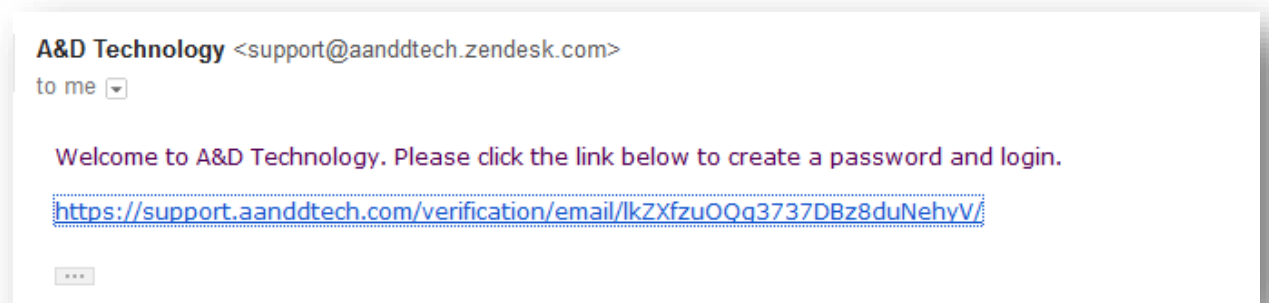 A&D Technology <support@aanddtech.zendesk.com>
to me
Welcome to A&D Technology. Please click the link below to create a password and login.
https://support.aanddtech.com/verification/email/lkZXfzuOQq3737DBz8duNehyV/
...